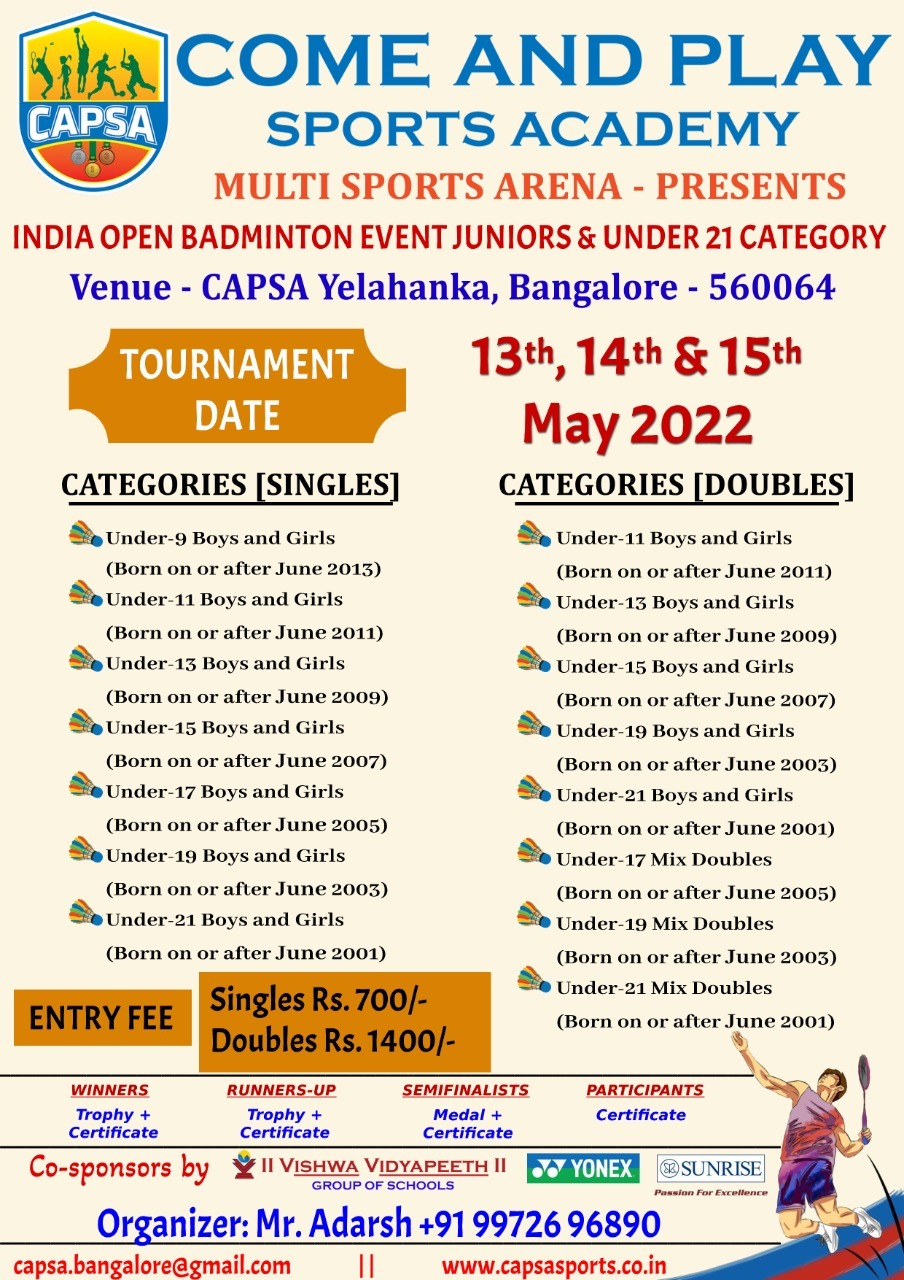 CAPSA
COME AND PLAY
SPORTS ACADEMY
MULTI SPORTS ARENA - PRESENTS
INDIA OPEN BADMINTON EVENT JUNIORS & UNDER 21 CATEGORY
Venue - CAPSA Yelahanka, Bangalore - 560064
TOURNAMENT
DATE
13th, 14th & 15th
May 2022
CATEGORIES [SINGLES]
Under-9 Boys and Girls
(Born on or after June 2013)
Under-11 Boys and Girls
(Born on or after June 2011)
Under-13 Boys and Girls
(Born on or after June 2009)
Under-15 Boys and Girls
(Born on or after June 2007)
Under-17 Boys and Girls
(Born on or after June 2005)
Under-19 Boys and Girls
(Born on or after June 2003)
Under-21 Boys and Girls
(Born on or after June 2001)
CATEGORIES [DOUBLES]
Under-11 Boys and Girls
(Born on or after June 2011)
Under-13 Boys and Girls
(Born on or after June 2009)
Under-15 Boys and Girls
(Born on or after June 2007)
Under-19 Boys and Girls
(Born on or after June 2003)
Under-21 Boys and Girls
(Born on or after June 2001)
Under-17 Mix Doubles
(Born on or after June 2005)
Under-19 Mix Doubles
(Born on or after June 2003)
Under-21 Mix Doubles
(Born on or after June 2001)
ENTRY FEE
Singles Rs. 700/-
Doubles Rs. 1400/-
WINNERS
Trophy +
Certificate
RUNNERS-UP
Trophy +
Certificate
SEMIFINALISTS
Medal +
Certificate
PARTICIPANTS
Certificate
Co-sponsors by
II VISHWA VIDYAPEETH II
GROUP OF SCHOOLS
YONEX
SUNRISE
Passion For Excellence
Organizer: Mr. Adarsh +91 99726 96890
capsa.bangalore@gmail.com || www.capsasports.co.in